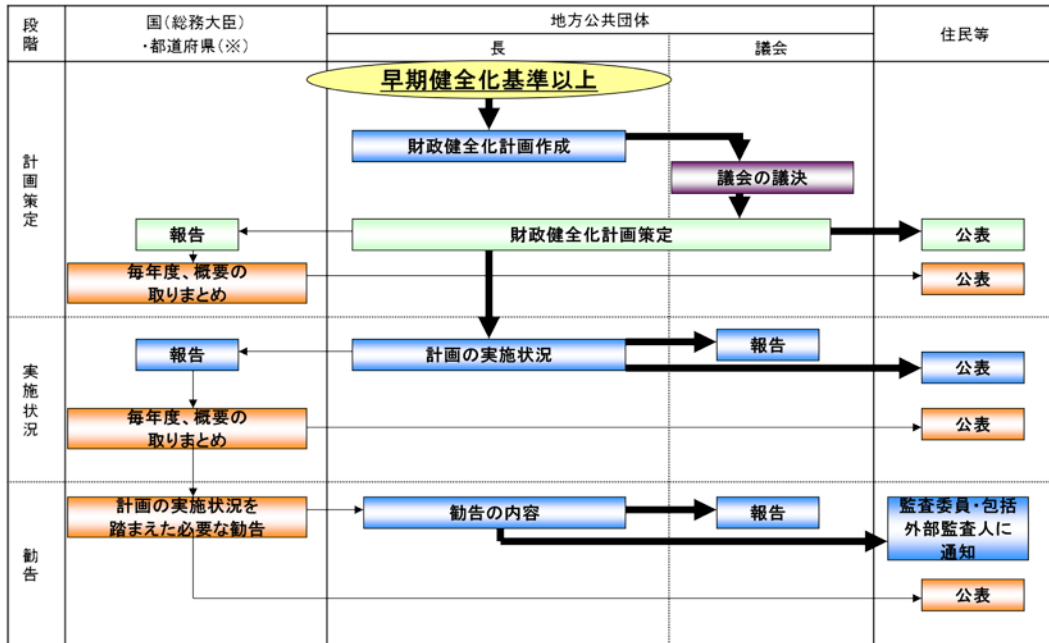 段
階
国(総務大臣)
・都道府県(※)
地方公共団体
長
議会
住民等
計
画
策
定
早期健全化基準以上
財政健全化計画作成
議会の議決
報告
財政健全化計画策定
公表
毎年度、概要の
取りまとめ
公表
実
施
状
況
報告
計画の実施状況
報告
公表
毎年度、概要の
取りまとめ
公表
勧
告
計画の実施状況を
踏まえた必要な勧告
勧告の内容
報告
監査委員・包括
外部監査人に
通知
公表